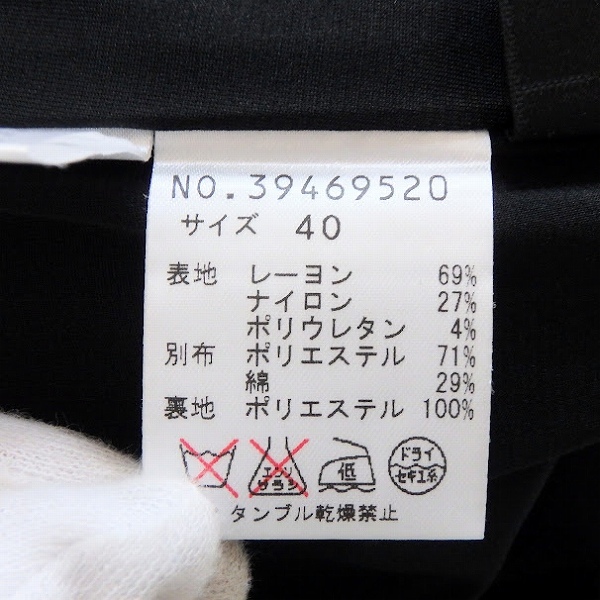 NO.39469520
サイズ 40
表地 レーヨン 69%
ナイロン 27%
ポリウレタン 4%
別布 ポリエステル 71%
綿 29%
裏地 ポリエステル 100%
エンソ サラシ 低 ドライ セキユ系
タンブル乾燥禁止